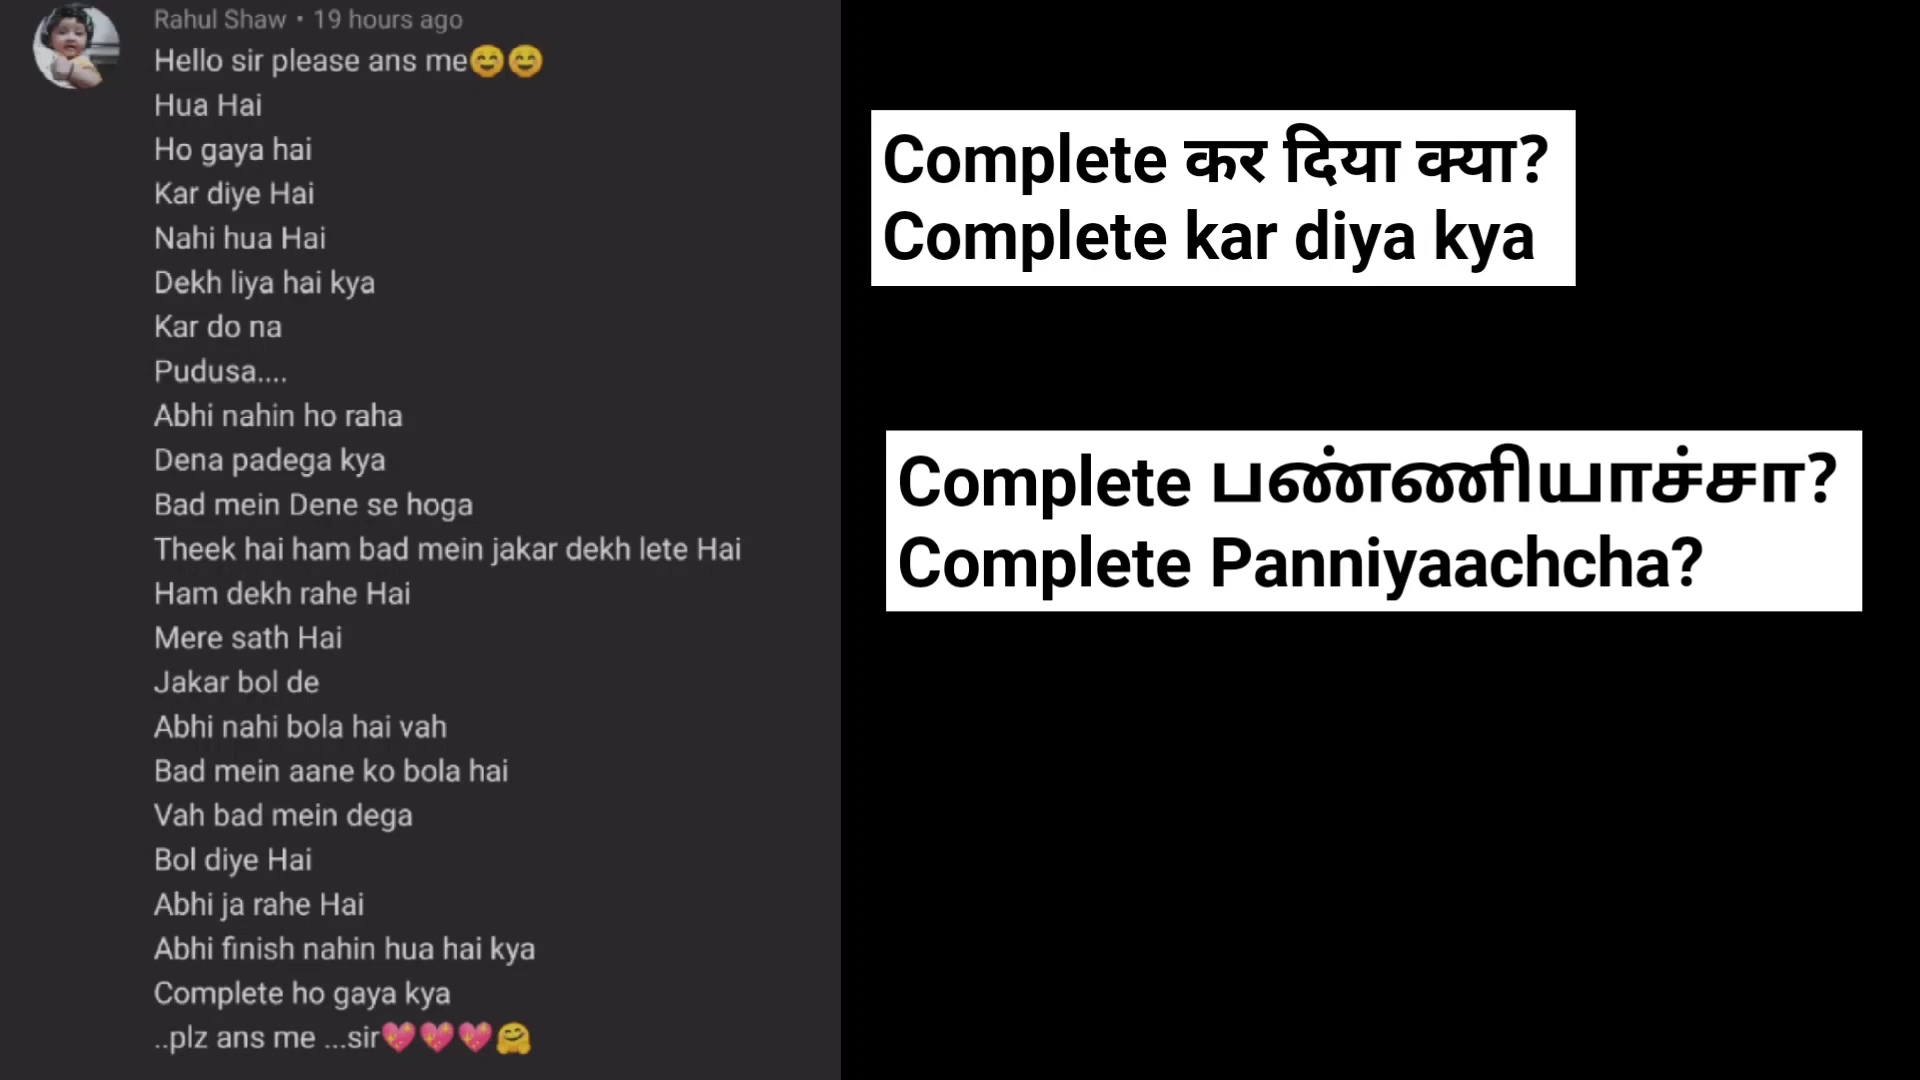 Rahul Shaw • 19 hours ago
Hello sir please ans me☺☺
Hua Hai
Ho gaya hai
Kar diye Hai
Nahi hua Hai
Dekh liya hai kya
Kar do na
Pudusa....
Abhi nahin ho raha
Dena padega kya
Bad mein Dene se hoga
Theek hai ham bad mein jakar dekh lete Hai
Ham dekh rahe Hai
Mere sath Hai
Jakar bol de
Abhi nahi bola hai vah
Bad mein aane ko bola hai
Vah bad mein dega
Bol diye Hai
Abhi ja rahe Hai
Abhi finish nahin hua hai kya
Complete ho gaya kya
..plz ans me ...sir💖💖💖🤗
Complete कर दिया क्या?
Complete kar diya kya
Complete பண்ணியாச்சா?
Complete Panniyaachcha?